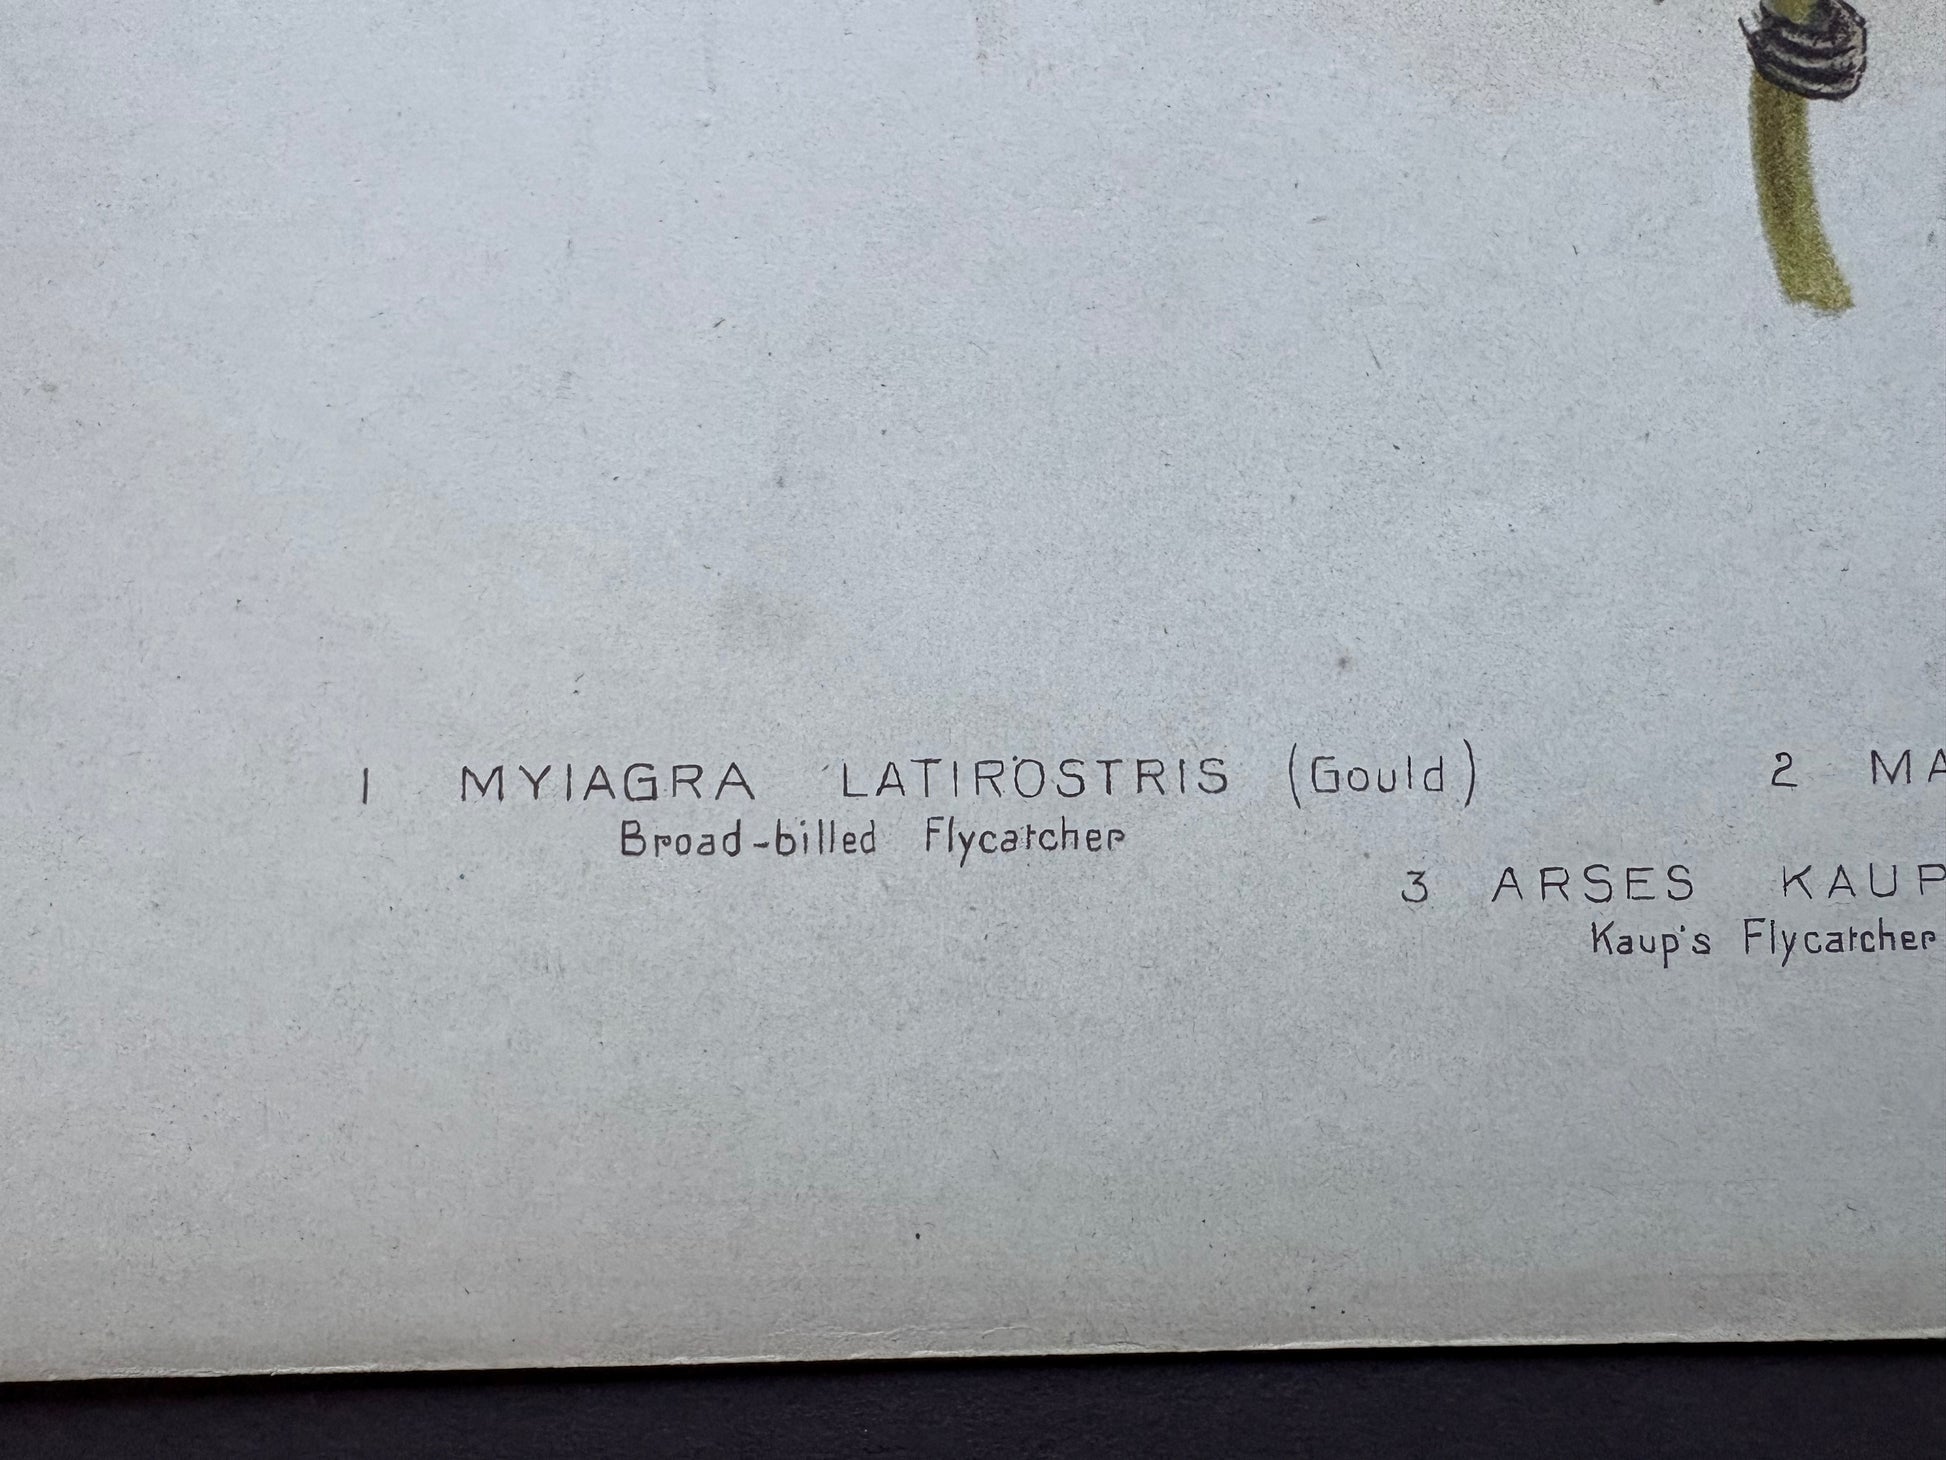 1 MYIAGRA LATIROSTRIS (Gould)
Broad-billed Flycatcher
2 MA
3 ARSES KAUP
Kaup's Flycatcher